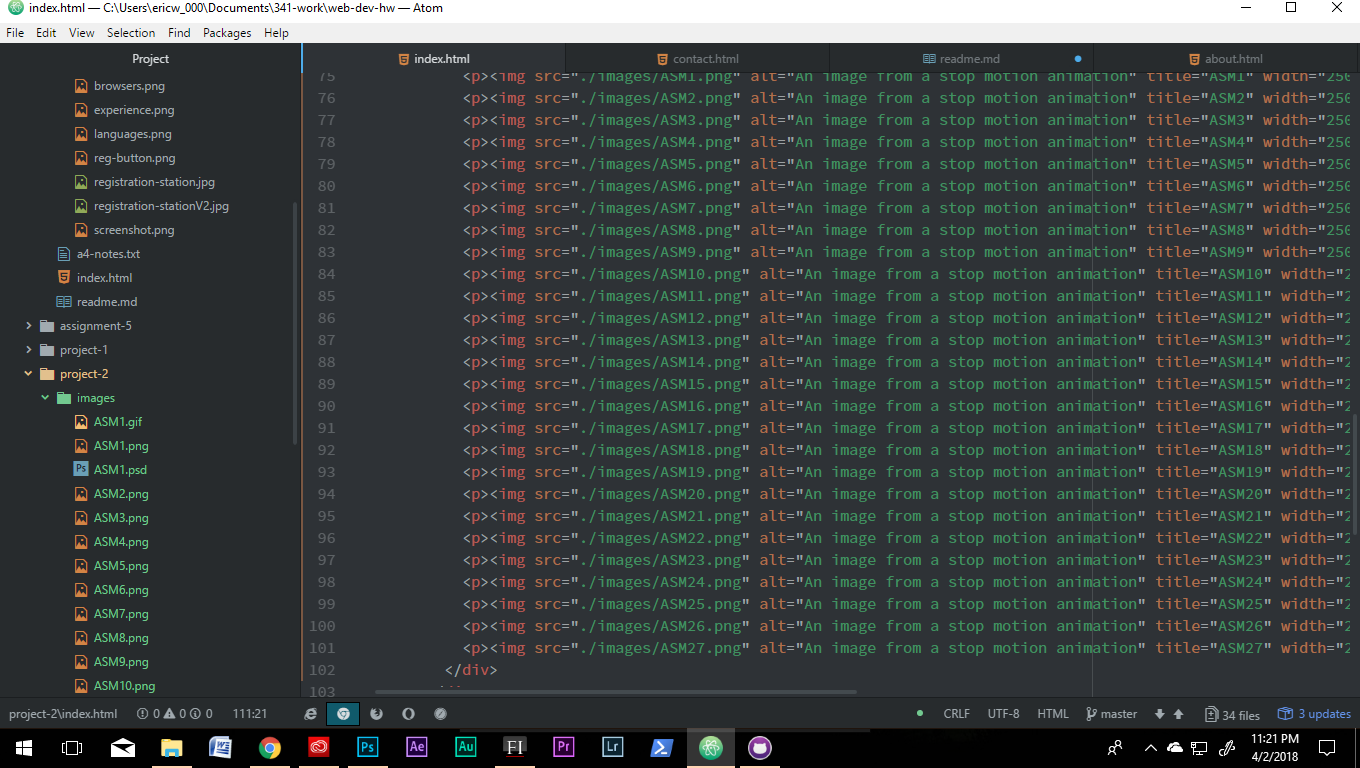 index.html — C:\Users\ericw_000\Documents\341-work\web-dev-hw — Atom
File Edit View Selection Find Packages Help
Project
browsers.png
experience.png
languages.png
reg-button.png
registration-station.jpg
registration-stationV2.jpg
screenshot.png
a4-notes.txt
index.html
readme.md
assignment-5
project-1
project-2
images
ASM1.gif
ASM1.png
ASM1.psd
ASM2.png
ASM3.png
ASM4.png
ASM5.png
ASM6.png
ASM7.png
ASM8.png
ASM9.png
ASM10.png
index.html contact.html readme.md about.html
75 <p><img src="./images/ASM1.png" alt="An image from a stop motion animation" title="ASM1" width="250
76 <p><img src="./images/ASM2.png" alt="An image from a stop motion animation" title="ASM2" width="250
77 <p><img src="./images/ASM3.png" alt="An image from a stop motion animation" title="ASM3" width="250
78 <p><img src="./images/ASM4.png" alt="An image from a stop motion animation" title="ASM4" width="250
79 <p><img src="./images/ASM5.png" alt="An image from a stop motion animation" title="ASM5" width="250
80 <p><img src="./images/ASM6.png" alt="An image from a stop motion animation" title="ASM6" width="250
81 <p><img src="./images/ASM7.png" alt="An image from a stop motion animation" title="ASM7" width="250
82 <p><img src="./images/ASM8.png" alt="An image from a stop motion animation" title="ASM8" width="250
83 <p><img src="./images/ASM9.png" alt="An image from a stop motion animation" title="ASM9" width="250
84 <p><img src="./images/ASM10.png" alt="An image from a stop motion animation" title="ASM10" width="2
85 <p><img src="./images/ASM11.png" alt="An image from a stop motion animation" title="ASM11" width="2
86 <p><img src="./images/ASM12.png" alt="An image from a stop motion animation" title="ASM12" width="2
87 <p><img src="./images/ASM13.png" alt="An image from a stop motion animation" title="ASM13" width="2
88 <p><img src="./images/ASM14.png" alt="An image from a stop motion animation" title="ASM14" width="2
89 <p><img src="./images/ASM15.png" alt="An image from a stop motion animation" title="ASM15" width="2
90 <p><img src="./images/ASM16.png" alt="An image from a stop motion animation" title="ASM16" width="2
91 <p><img src="./images/ASM17.png" alt="An image from a stop motion animation" title="ASM17" width="2
92 <p><img src="./images/ASM18.png" alt="An image from a stop motion animation" title="ASM18" width="2
93 <p><img src="./images/ASM19.png" alt="An image from a stop motion animation" title="ASM19" width="2
94 <p><img src="./images/ASM20.png" alt="An image from a stop motion animation" title="ASM20" width="2
95 <p><img src="./images/ASM21.png" alt="An image from a stop motion animation" title="ASM21" width="2
96 <p><img src="./images/ASM22.png" alt="An image from a stop motion animation" title="ASM22" width="2
97 <p><img src="./images/ASM23.png" alt="An image from a stop motion animation" title="ASM23" width="2
98 <p><img src="./images/ASM24.png" alt="An image from a stop motion animation" title="ASM24" width="2
99 <p><img src="./images/ASM25.png" alt="An image from a stop motion animation" title="ASM25" width="2
100 <p><img src="./images/ASM26.png" alt="An image from a stop motion animation" title="ASM26" width="2
101 <p><img src="./images/ASM27.png" alt="An image from a stop motion animation" title="ASM27" width="2
102 </div>
103
project-2\index.html 0 0 0 111:21 CRLF UTF-8 HTML master 34 files 3 updates
Ps Ae Au FI Pr Lr 11:21 PM
4/2/2018